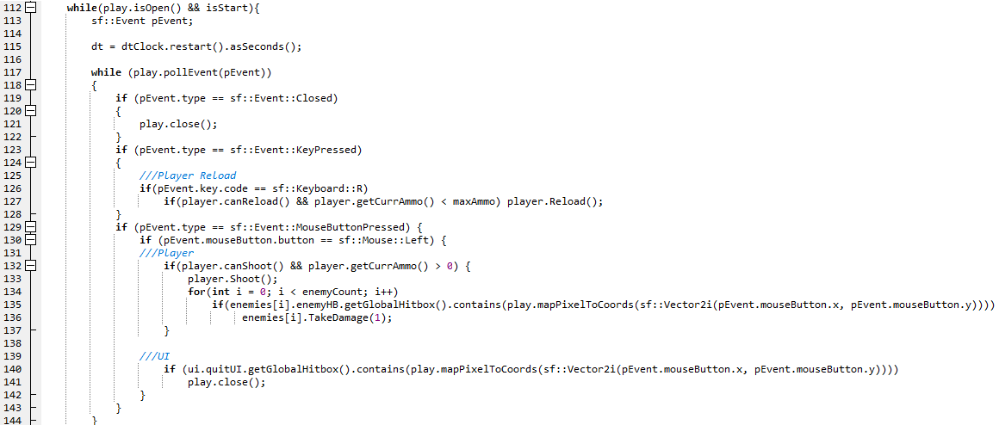 112 while(play.isOpen() && isStart){
113 sf::Event pEvent;
114
115 dt = dtClock.restart().asSeconds();
116
117 while (play.pollEvent(pEvent))
118 {
119 if (pEvent.type == sf::Event::Closed)
120 {
121 play.close();
122 }
123 if (pEvent.type == sf::Event::KeyPressed)
124 {
125 ///Player Reload
126 if(pEvent.key.code == sf::Keyboard::R)
127 if(player.canReload() && player.getCurrAmmo() < maxAmmo) player.Reload();
128 }
129 if (pEvent.type == sf::Event::MouseButtonPressed) {
130 if (pEvent.mouseButton.button == sf::Mouse::Left) {
131 ///Player
132 if(player.canShoot() && player.getCurrAmmo() > 0) {
133 player.Shoot();
134 for(int i = 0; i < enemyCount; i++)
135 if(enemies[i].enemyHB.getGlobalHitbox().contains(play.mapPixelToCoords(sf::Vector2i(pEvent.mouseButton.x, pEvent.mouseButton.y))))
136 enemies[i].TakeDamage(1);
137 }
138
139 ///UI
140 if (ui.quitUI.getGlobalHitbox().contains(play.mapPixelToCoords(sf::Vector2i(pEvent.mouseButton.x, pEvent.mouseButton.y))))
141 play.close();
142 }
143 }
144 }